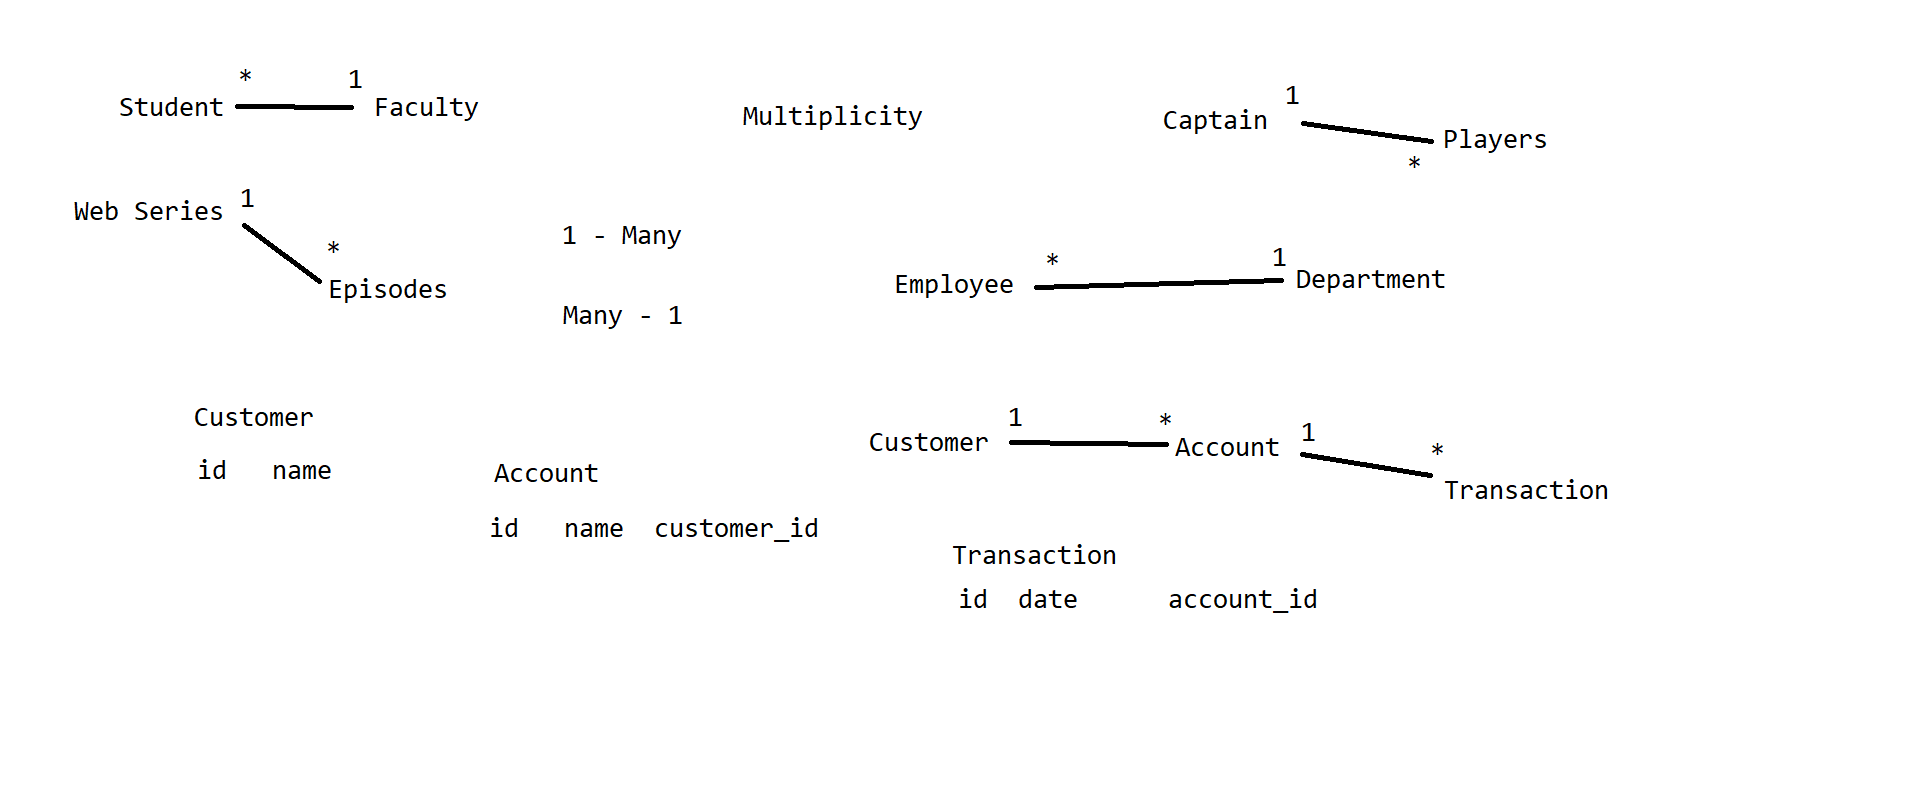 * 1
Student Faculty
Multiplicity
1
Captain
Players
*
1
Web Series
*
Episodes
1 - Many
Many - 1
* 1
Employee Department
Customer
id name
Account
id name customer_id
1 * 1 *
Customer Account Transaction
Transaction
id date account_id